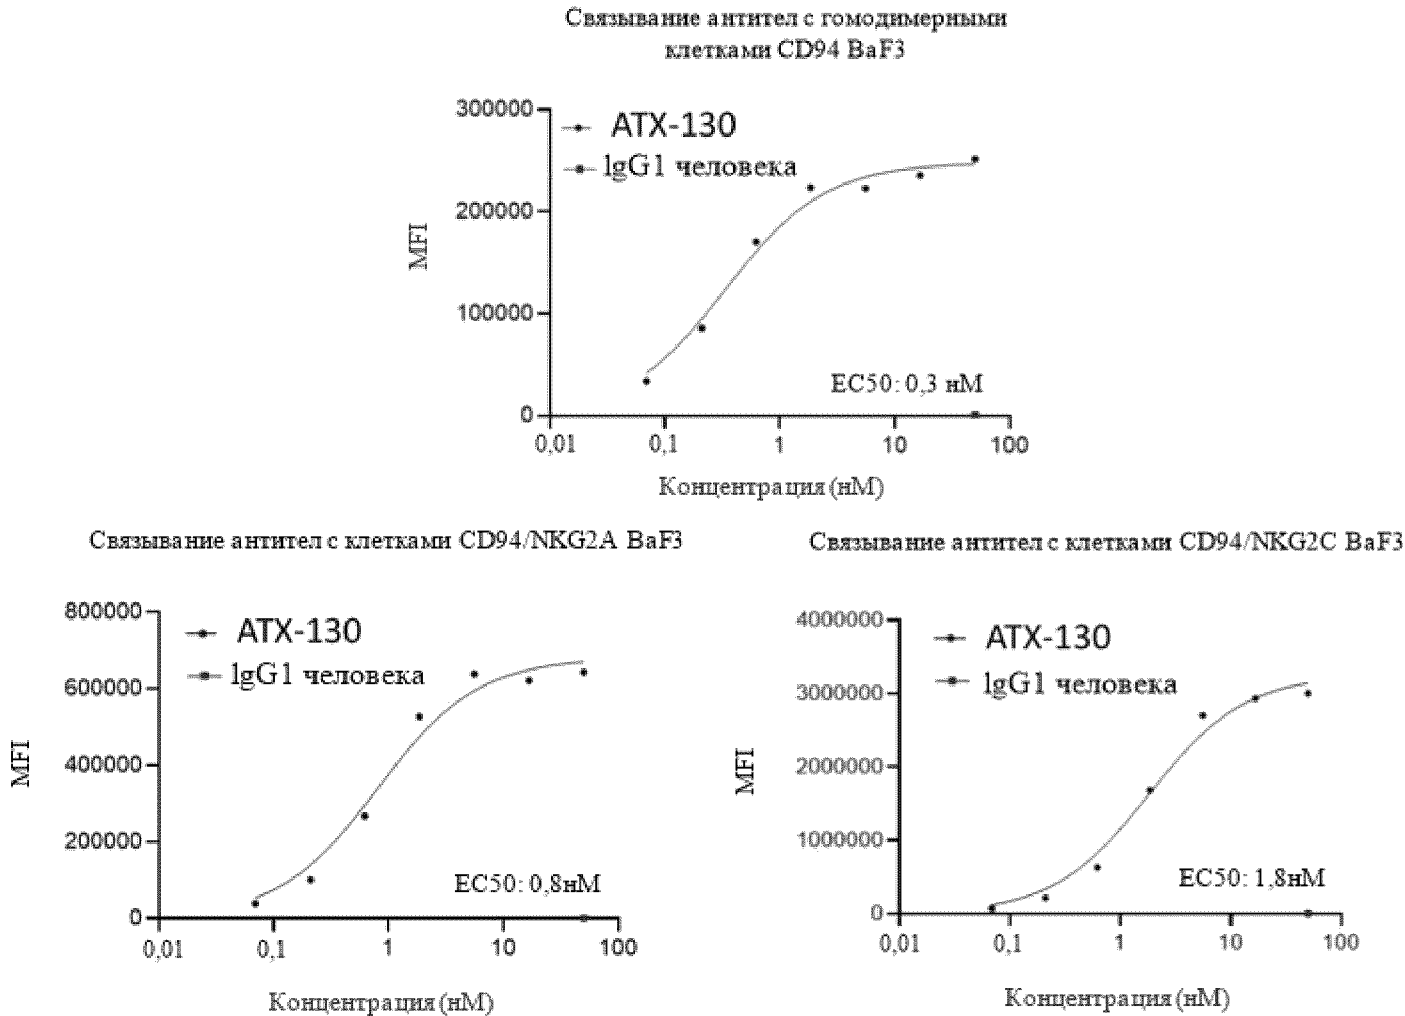 Связывание антител с гомодимерными
клетками CD94 BaF3
300000
ATX-130
IgG1 человека
200000
MFI
100000
EC50: 0,3 нМ
0
0,01 0,1 1 10 100
Концентрация (нМ)
Связывание антител с клетками CD94/NKG2A BaF3
800000
ATX-130
IgG1 человека
600000
MFI
400000
200000
EC50: 0,8нМ
0
0,01 0,1 1 10 100
Концентрация (нМ)
Связывание антител с клетками CD94/NKG2C BaF3
4000000
ATX-130
IgG1 человека
3000000
MFI
2000000
1000000
EC50: 1,8нМ
0
0,01 0,1 1 10 100
Концентрация (нМ)